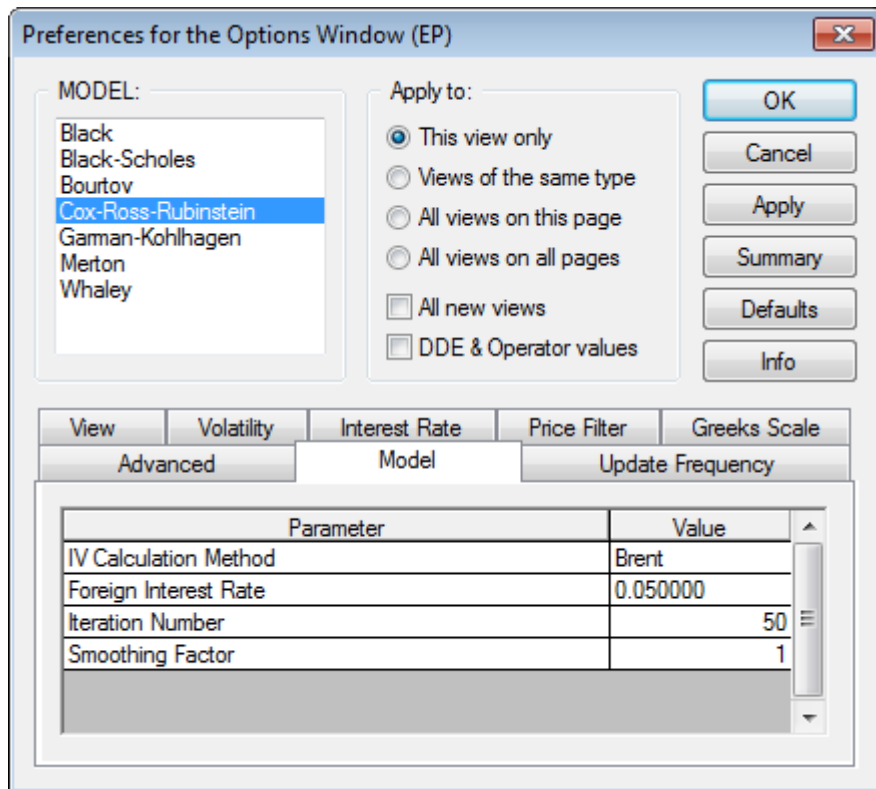 Preferences for the Options Window (EP)
MODEL:
Black
Black-Scholes
Bourtov
Cox-Ross-Rubinstein
Garman-Kohlhagen
Merton
Whaley
Apply to:
This view only
Views of the same type
All views on this page
All views on all pages
All new views
DDE & Operator values
OK
Cancel
Apply
Summary
Defaults
Info
View Volatility Interest Rate Price Filter Greeks Scale
Advanced Model Update Frequency
Parameter Value
IV Calculation Method Brent
Foreign Interest Rate 0.050000
Iteration Number 50
Smoothing Factor 1